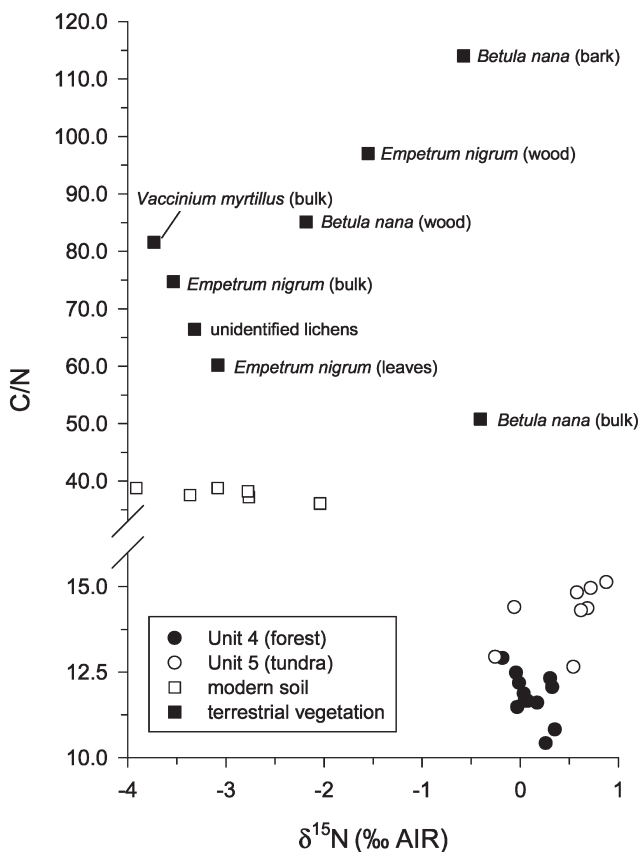 120.0
Betula nana (bark)
110.0
100.0
Empetrum nigrum (wood)
90.0
Vaccinium myrtillus (bulk)
Betula nana (wood)
80.0
Empetrum nigrum (bulk)
70.0
unidentified lichens
60.0
Empetrum nigrum (leaves)
50.0
Betula nana (bulk)
40.0
C/N
15.0
12.5
10.0
Unit 4 (forest)
Unit 5 (tundra)
modern soil
terrestrial vegetation
-4 -3 -2 -1 0 1
δ15N (‰ AIR)